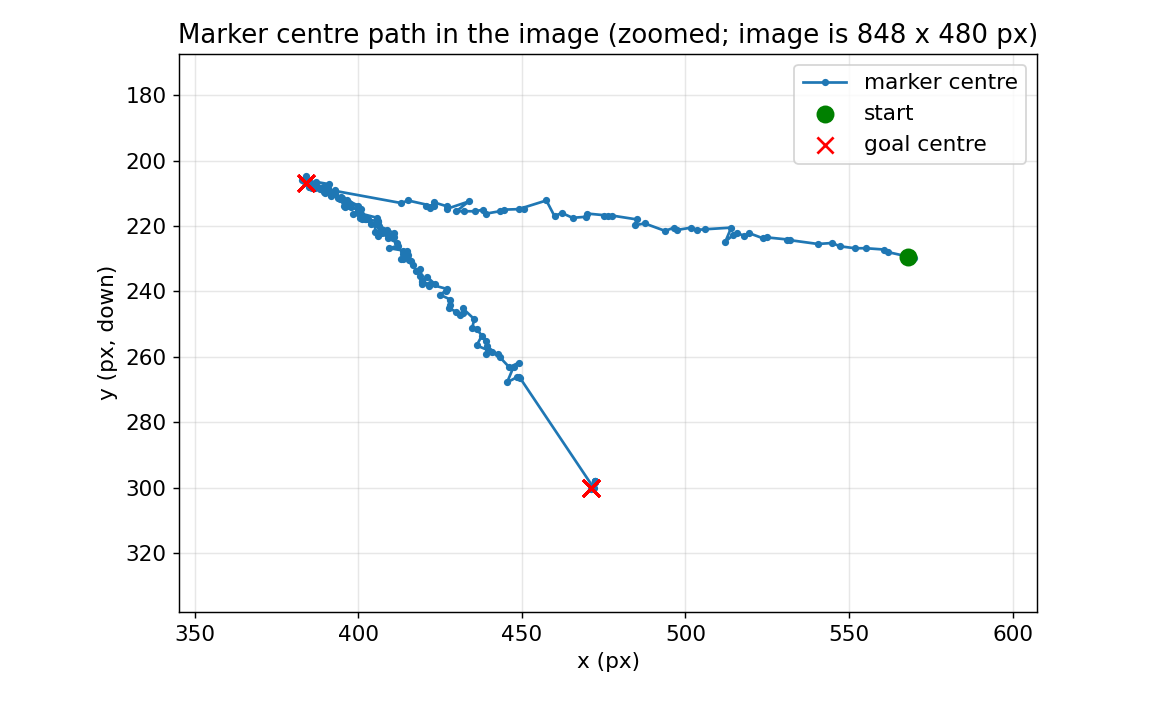 Marker centre path in the image (zoomed; image is 848 x 480 px)
marker centre
start
goal centre
180
200
220
240
260
280
300
320
y (px, down)
350
400
450
500
550
600
x (px)